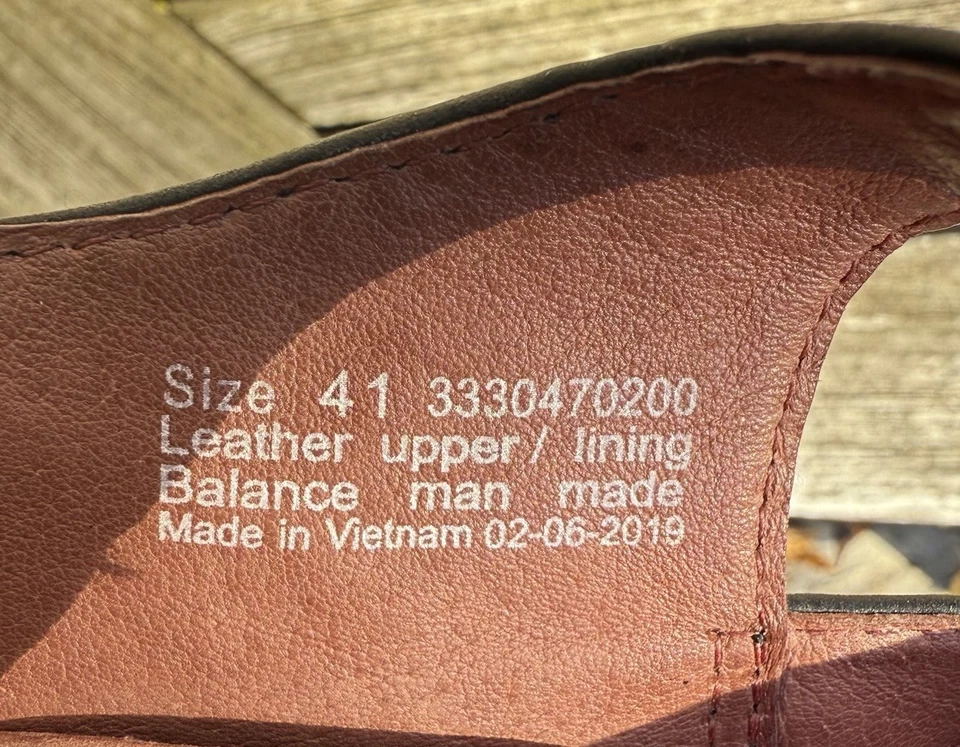 Size 41 3330470200
Leather upper/ lining
Balance man made
Made in Vietnam 02-06-2019